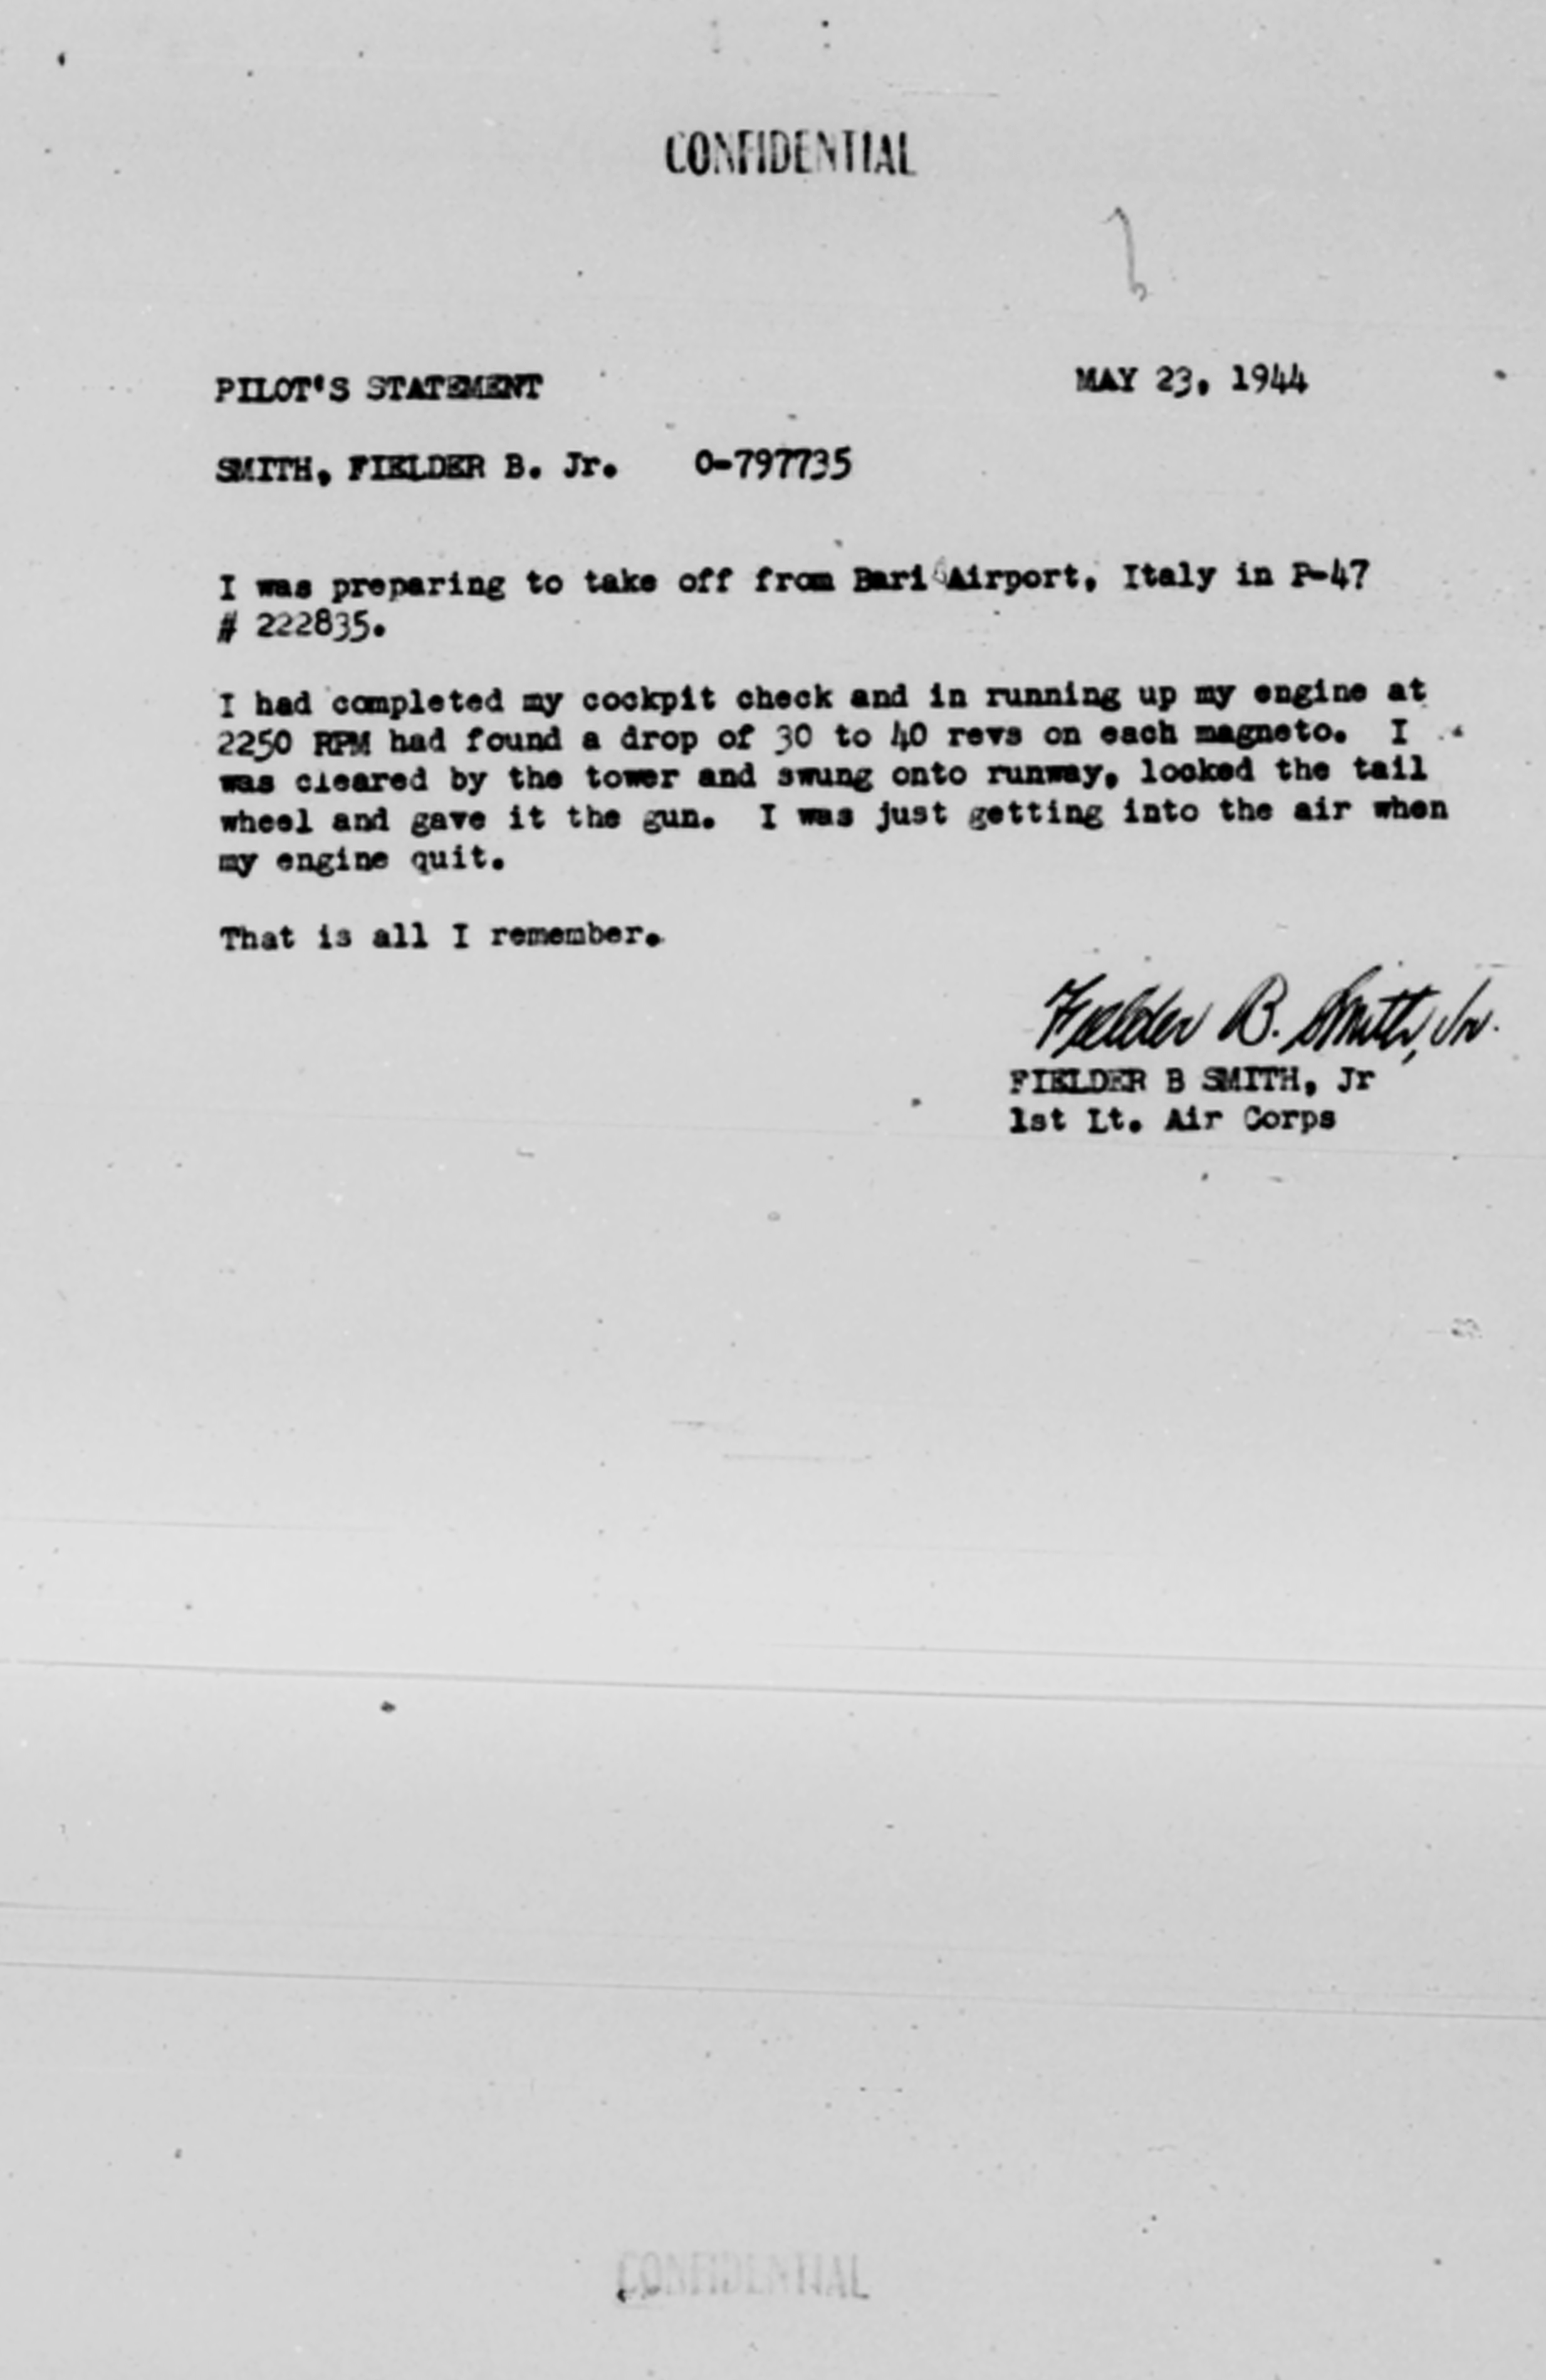 CONFIDENTIAL
PILOT'S STATEMENT MAY 23, 1944
SMITH, FIELDER B. Jr. O-797735
I was preparing to take off from Bari Airport, Italy in P-47
# 222835.
I had completed my cockpit check and in running up my engine at
2250 RPM had found a drop of 30 to 40 revs on each magneto. I
was cleared by the tower and swung onto runway, locked the tail
wheel and gave it the gun. I was just getting into the air when
my engine quit.
That is all I remember.
Fielder B. Smith, Jr.
FIELDER B SMITH, Jr
1st Lt. Air Corps
CONFIDENTIAL